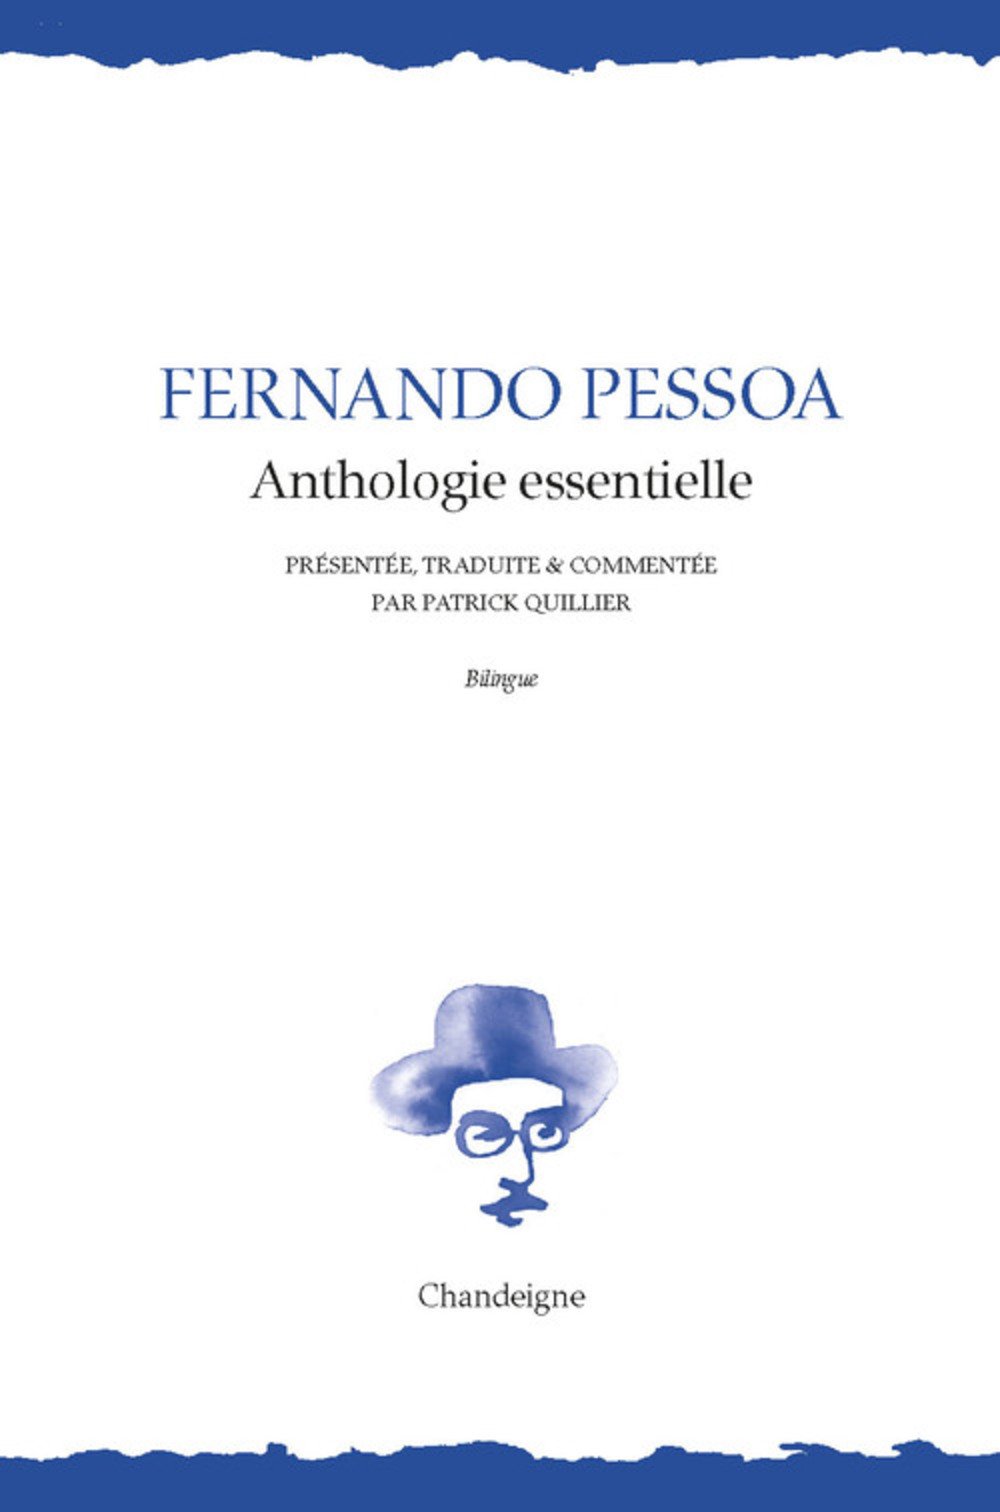 FERNANDO PESSOA
Anthologie essentielle
PRÉSENTÉE, TRADUITE & COMMENTÉE
PAR PATRICK QUILLIER
Bilingue
Chandeigne